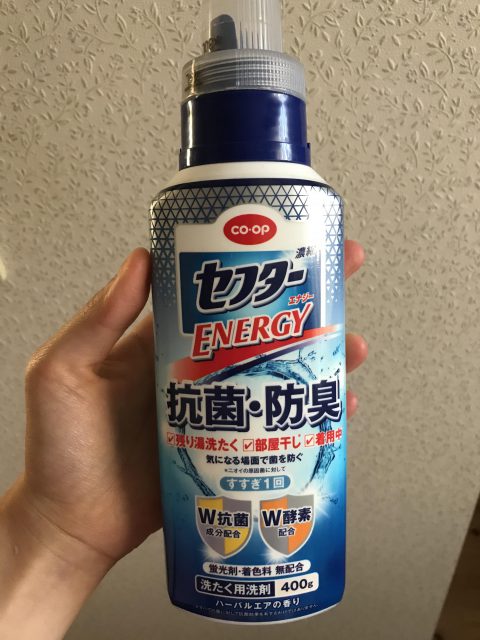 CO・OP
濃縮
セフター
エナジー
ENERGY
抗菌・防臭
残り湯洗たく 部屋干し 着用中
気になる場面で菌を防ぐ
※ニオイの原因菌に対して
すすぎ1回
W抗菌
成分配合
W酵素
配合
蛍光剤・着色料 無配合
洗たく用洗剤 400g
ハーバルエアの香り